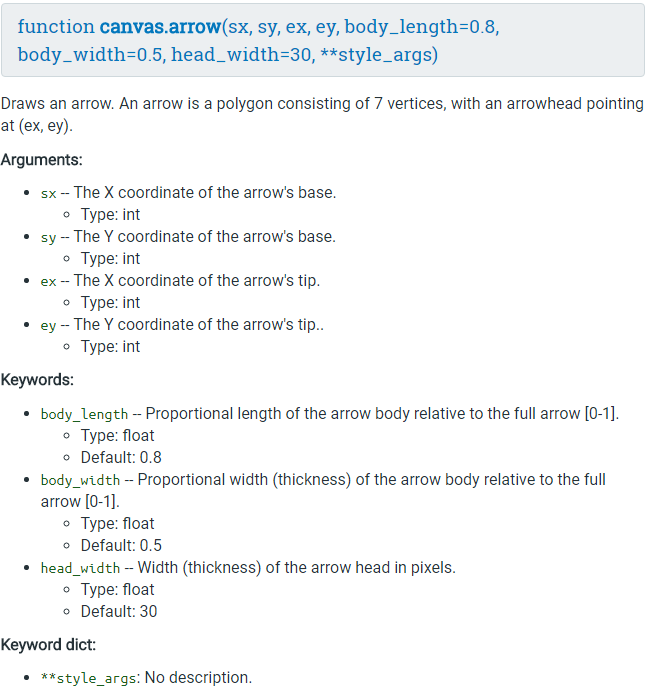 function canvas.arrow(sx, sy, ex, ey, body_length=0.8,
body_width=0.5, head_width=30, **style_args)
Draws an arrow. An arrow is a polygon consisting of 7 vertices, with an arrowhead pointing
at (ex, ey).
Arguments:
• sx -- The X coordinate of the arrow's base.
◦ Type: int
• sy -- The Y coordinate of the arrow's base.
◦ Type: int
• ex -- The X coordinate of the arrow's tip.
◦ Type: int
• ey -- The Y coordinate of the arrow's tip..
◦ Type: int
Keywords:
• body_length -- Proportional length of the arrow body relative to the full arrow [0-1].
◦ Type: float
◦ Default: 0.8
• body_width -- Proportional width (thickness) of the arrow body relative to the full
arrow [0-1].
◦ Type: float
◦ Default: 0.5
• head_width -- Width (thickness) of the arrow head in pixels.
◦ Type: float
◦ Default: 30
Keyword dict:
• **style_args: No description.